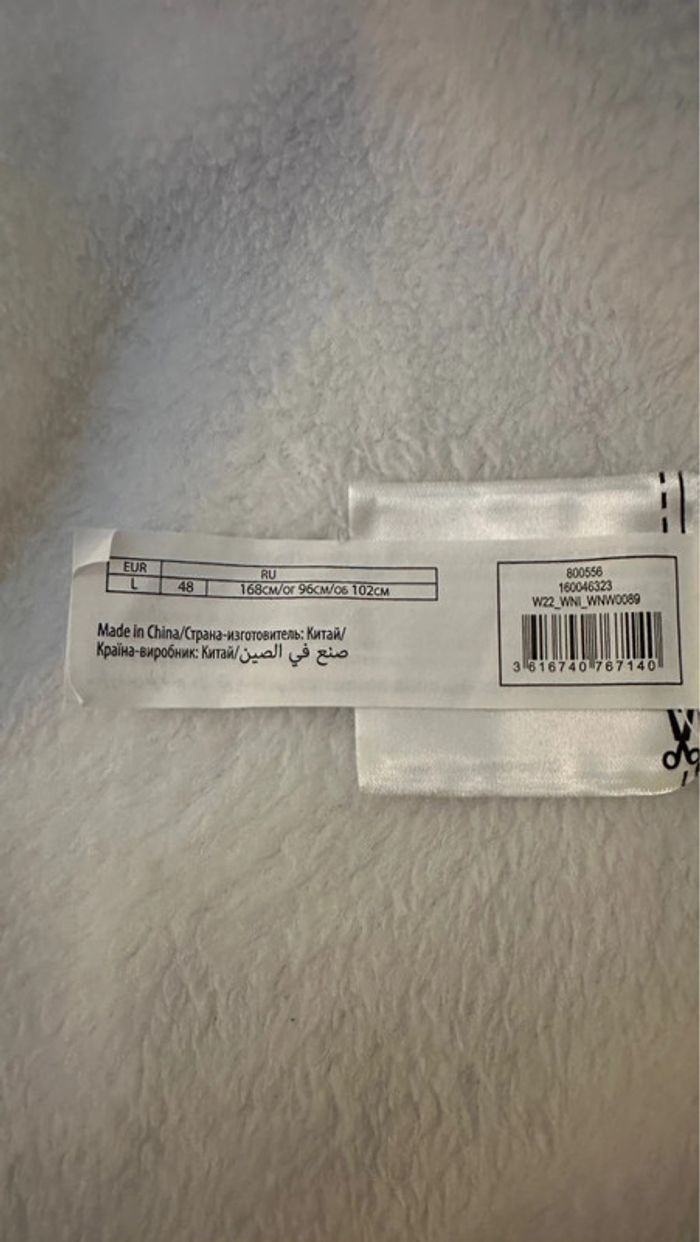 EUR RU
L 48 168СМ/ОГ 96СМ/ОБ 102СМ
Made in China/Страна-изготовитель: Китай/
Країна-виробник: Китай/صنع في الصين
800556
160046323
W22_WNI_WNW0089
3 616740 767140